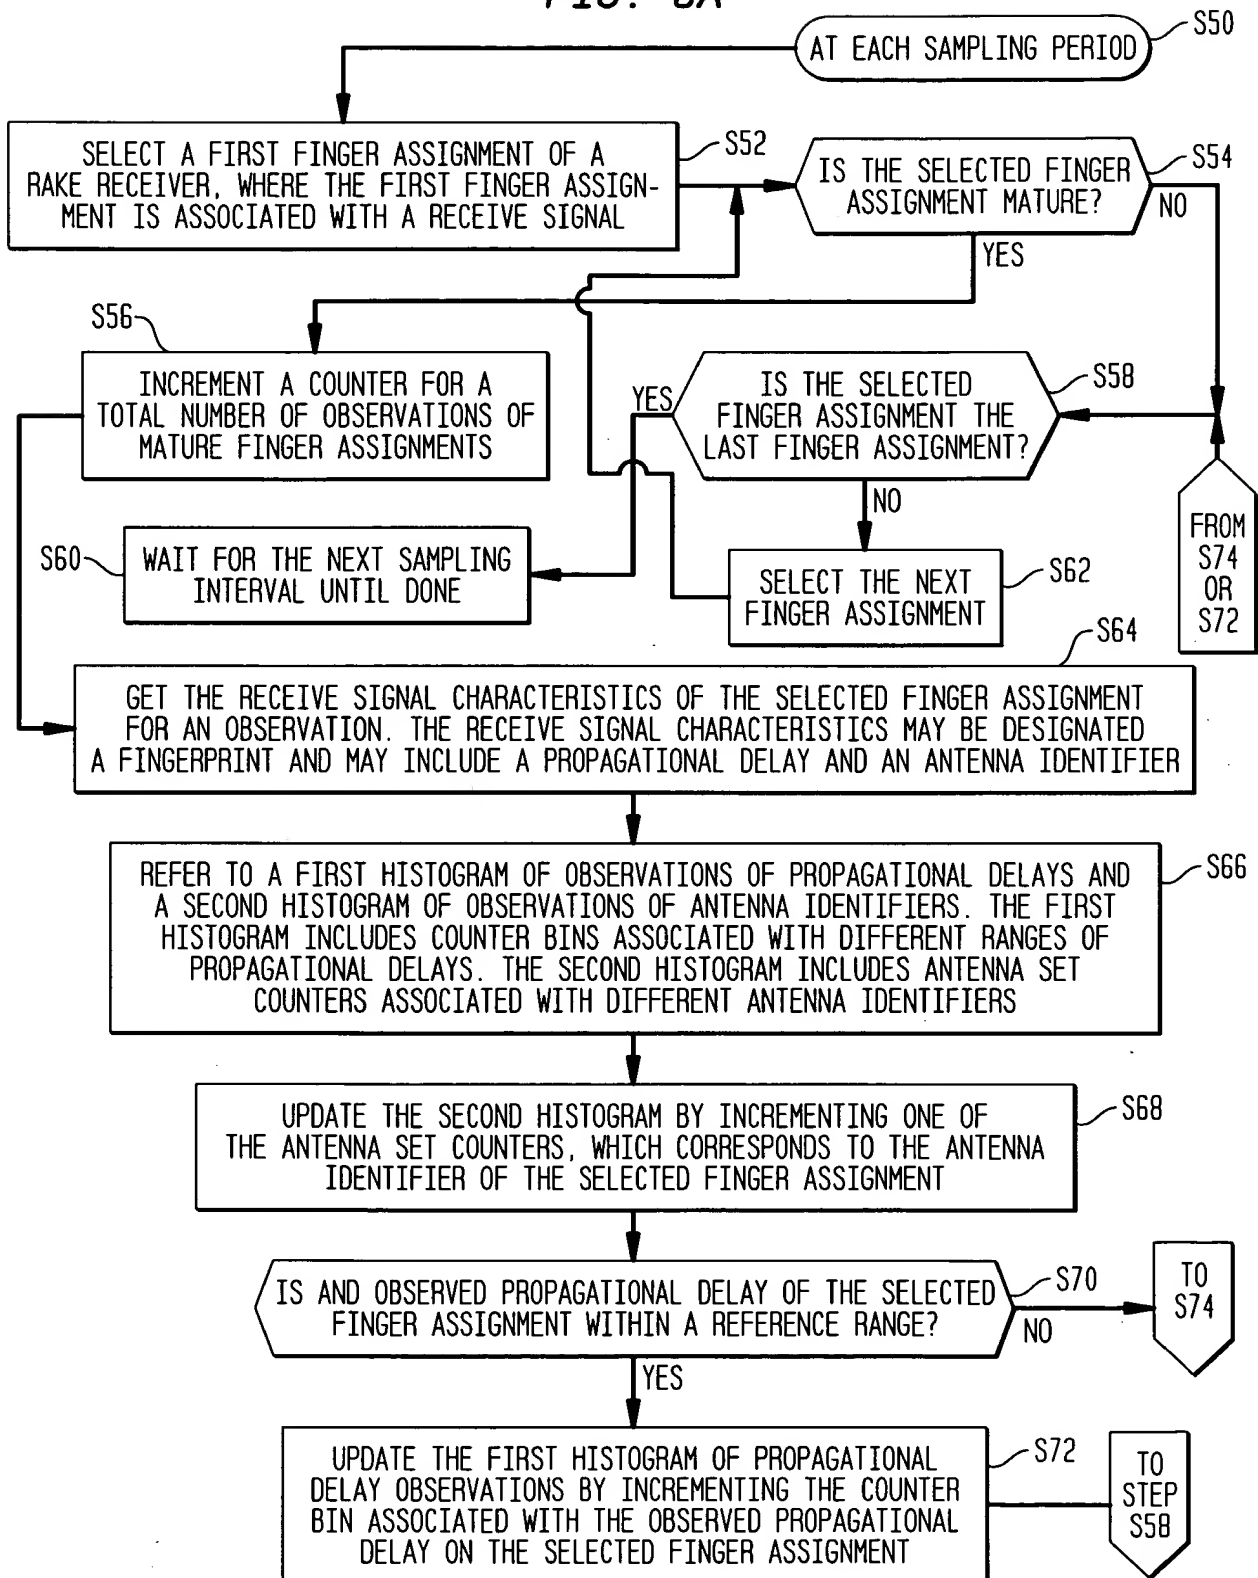 AT EACH SAMPLING PERIOD
S50
SELECT A FIRST FINGER ASSIGNMENT OF A
RAKE RECEIVER, WHERE THE FIRST FINGER ASSIGN-
MENT IS ASSOCIATED WITH A RECEIVE SIGNAL
S52
IS THE SELECTED FINGER
ASSIGNMENT MATURE?
S54
NO
YES
S56
INCREMENT A COUNTER FOR A
TOTAL NUMBER OF OBSERVATIONS OF
MATURE FINGER ASSIGNMENTS
YES
IS THE SELECTED
FINGER ASSIGNMENT THE
LAST FINGER ASSIGNMENT?
S58
NO
FROM
S74
OR
S72
S60
WAIT FOR THE NEXT SAMPLING
INTERVAL UNTIL DONE
SELECT THE NEXT
FINGER ASSIGNMENT
S62
S64
GET THE RECEIVE SIGNAL CHARACTERISTICS OF THE SELECTED FINGER ASSIGNMENT
FOR AN OBSERVATION. THE RECEIVE SIGNAL CHARACTERISTICS MAY BE DESIGNATED
A FINGERPRINT AND MAY INCLUDE A PROPAGATIONAL DELAY AND AN ANTENNA IDENTIFIER
REFER TO A FIRST HISTOGRAM OF OBSERVATIONS OF PROPAGATIONAL DELAYS AND
A SECOND HISTOGRAM OF OBSERVATIONS OF ANTENNA IDENTIFIERS. THE FIRST
HISTOGRAM INCLUDES COUNTER BINS ASSOCIATED WITH DIFFERENT RANGES OF
PROPAGATIONAL DELAYS. THE SECOND HISTOGRAM INCLUDES ANTENNA SET
COUNTERS ASSOCIATED WITH DIFFERENT ANTENNA IDENTIFIERS
S66
UPDATE THE SECOND HISTOGRAM BY INCREMENTING ONE OF
THE ANTENNA SET COUNTERS, WHICH CORRESPONDS TO THE ANTENNA
IDENTIFIER OF THE SELECTED FINGER ASSIGNMENT
S68
IS AND OBSERVED PROPAGATIONAL DELAY OF THE SELECTED
FINGER ASSIGNMENT WITHIN A REFERENCE RANGE?
S70
NO
TO
S74
YES
UPDATE THE FIRST HISTOGRAM OF PROPAGATIONAL
DELAY OBSERVATIONS BY INCREMENTING THE COUNTER
BIN ASSOCIATED WITH THE OBSERVED PROPAGATIONAL
DELAY ON THE SELECTED FINGER ASSIGNMENT
S72
TO
STEP
S58